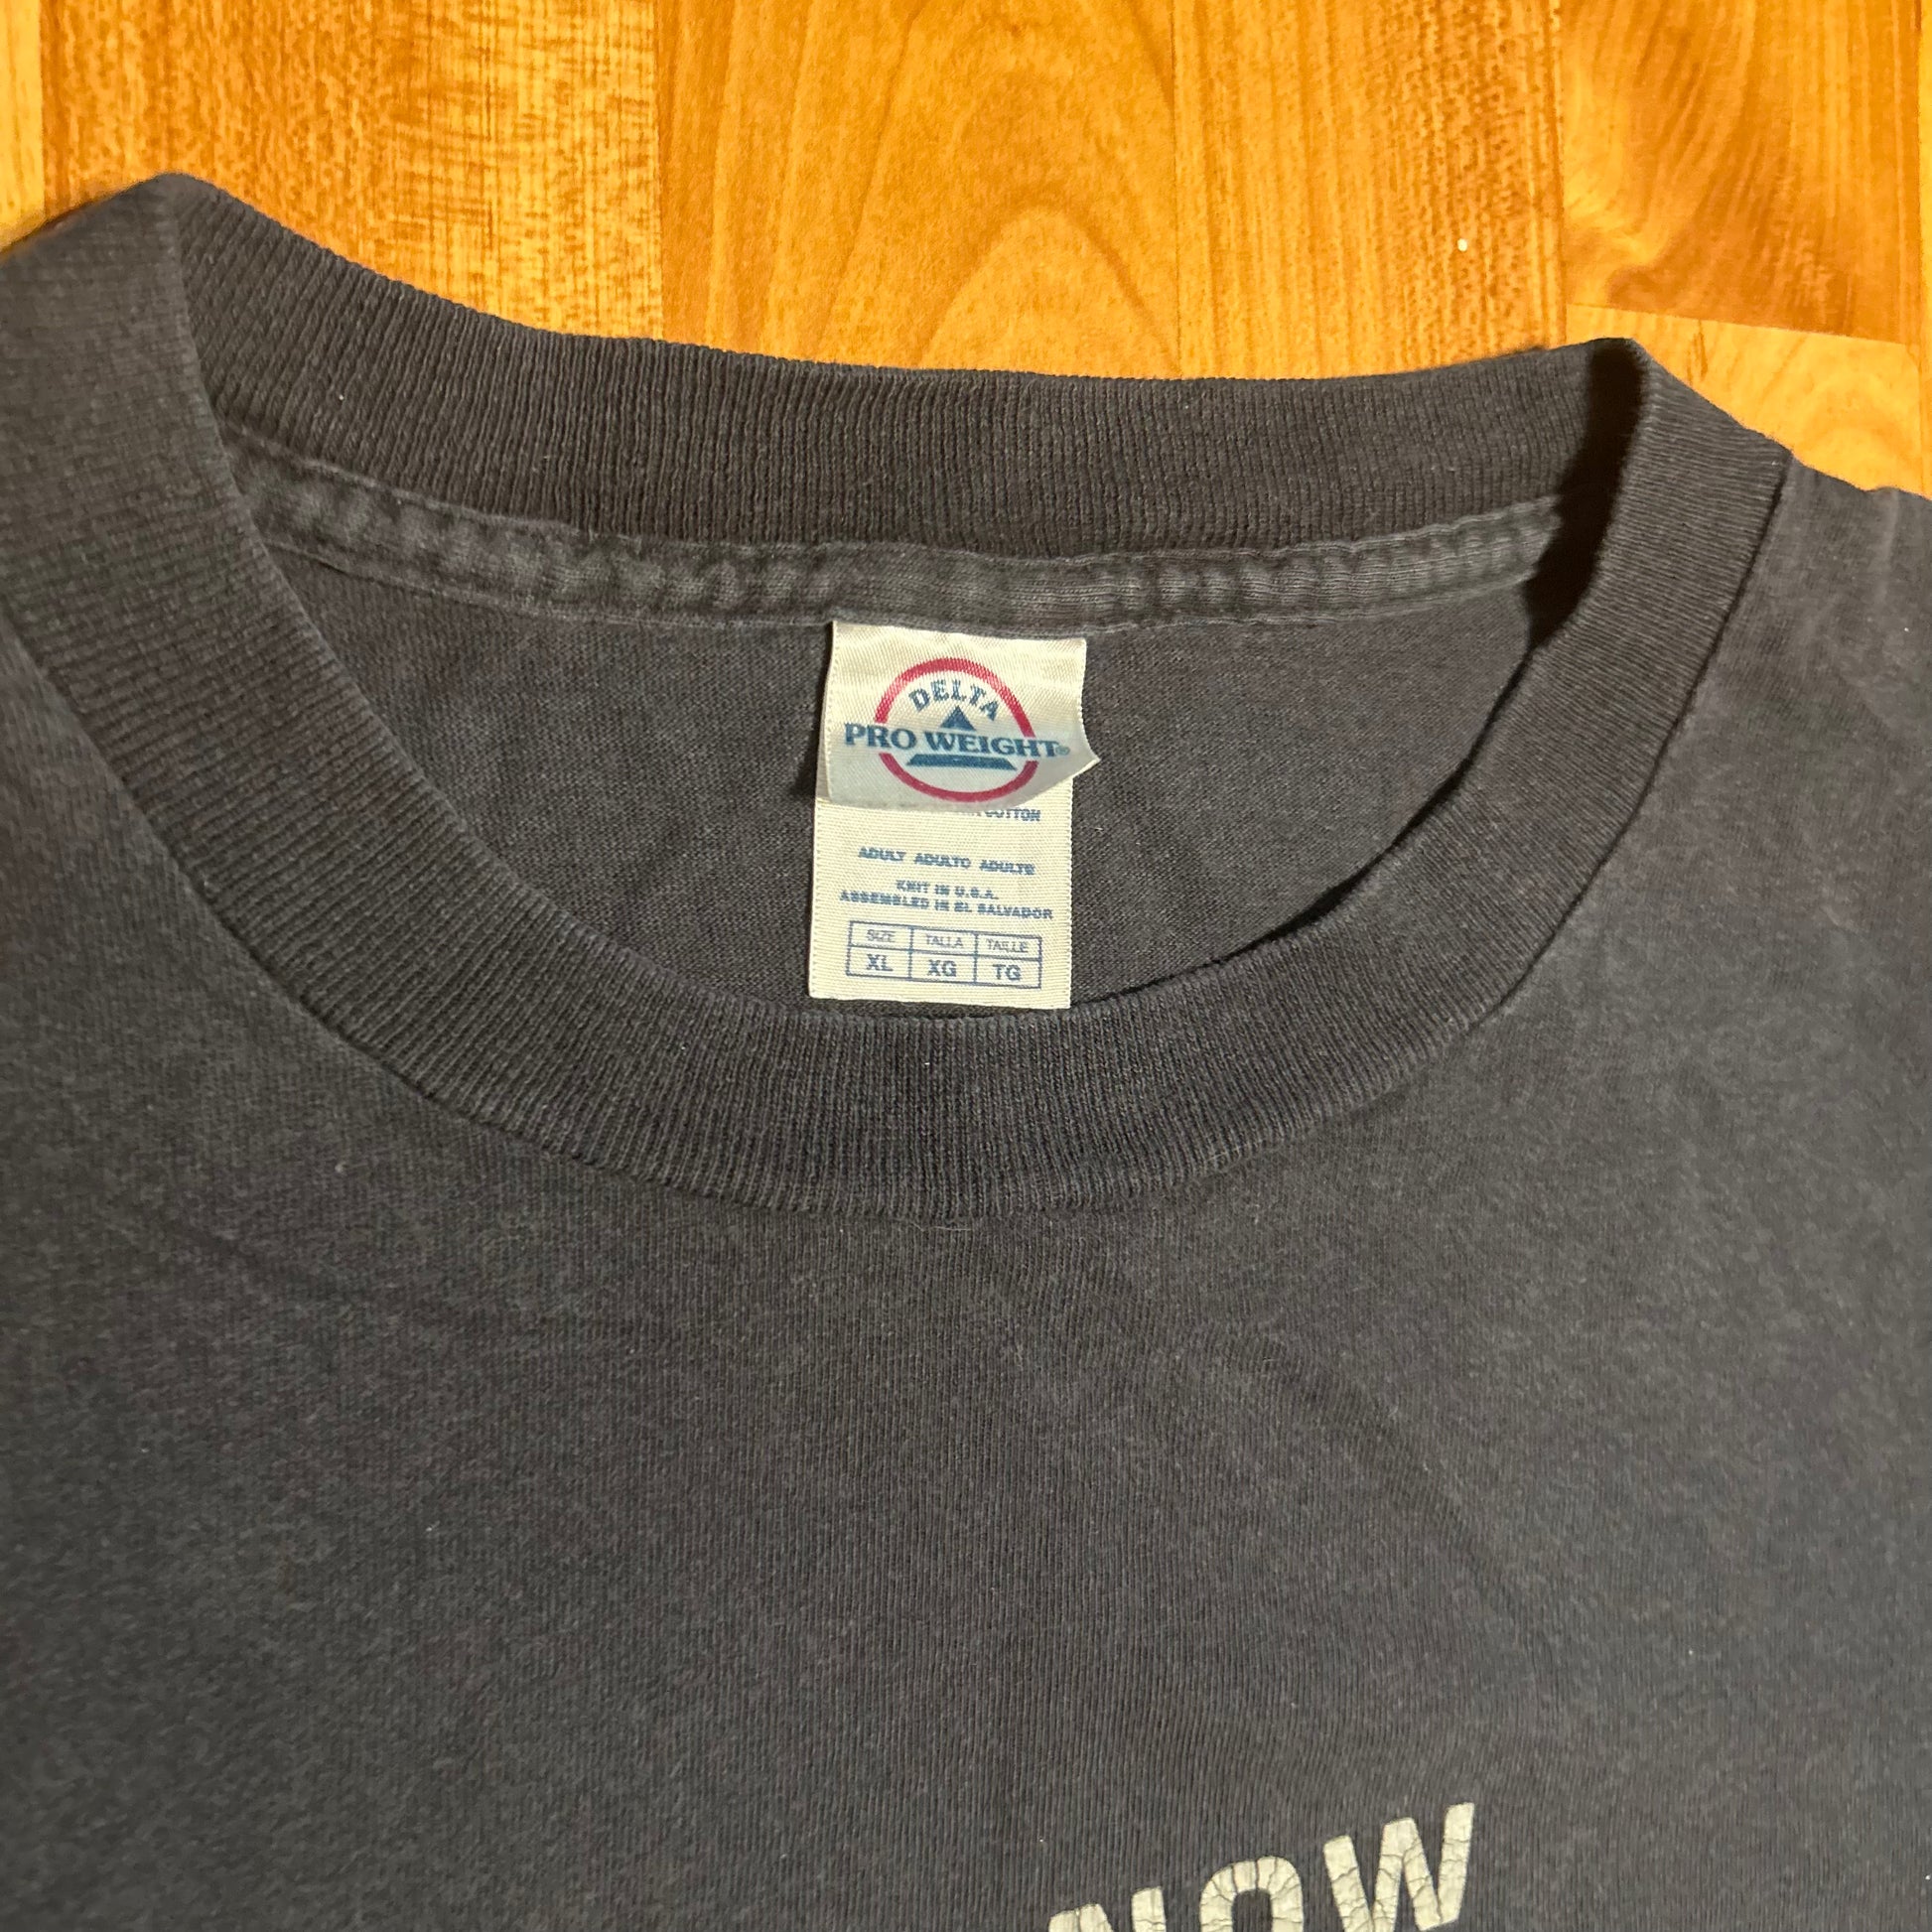 DELTA
PRO WEIGHT®
COTTON
ADULT ADULTO ADULTE
KNIT IN U.S.A.
ASSEMBLED IN EL SALVADOR
SIZE TALLA TAILLE
XL XG TG
NOW